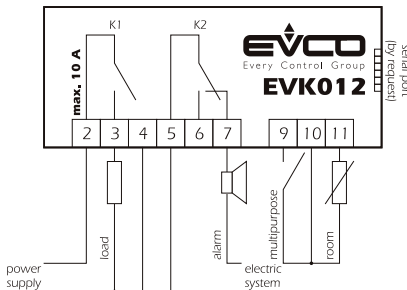 K1
K2
max. 10 A
EVCO
Every Control Group
EVK012
serial port
(by request)
2 3 4 5 6 7 9 10 11
load
alarm
multipurpose
room
power
supply
electric
system